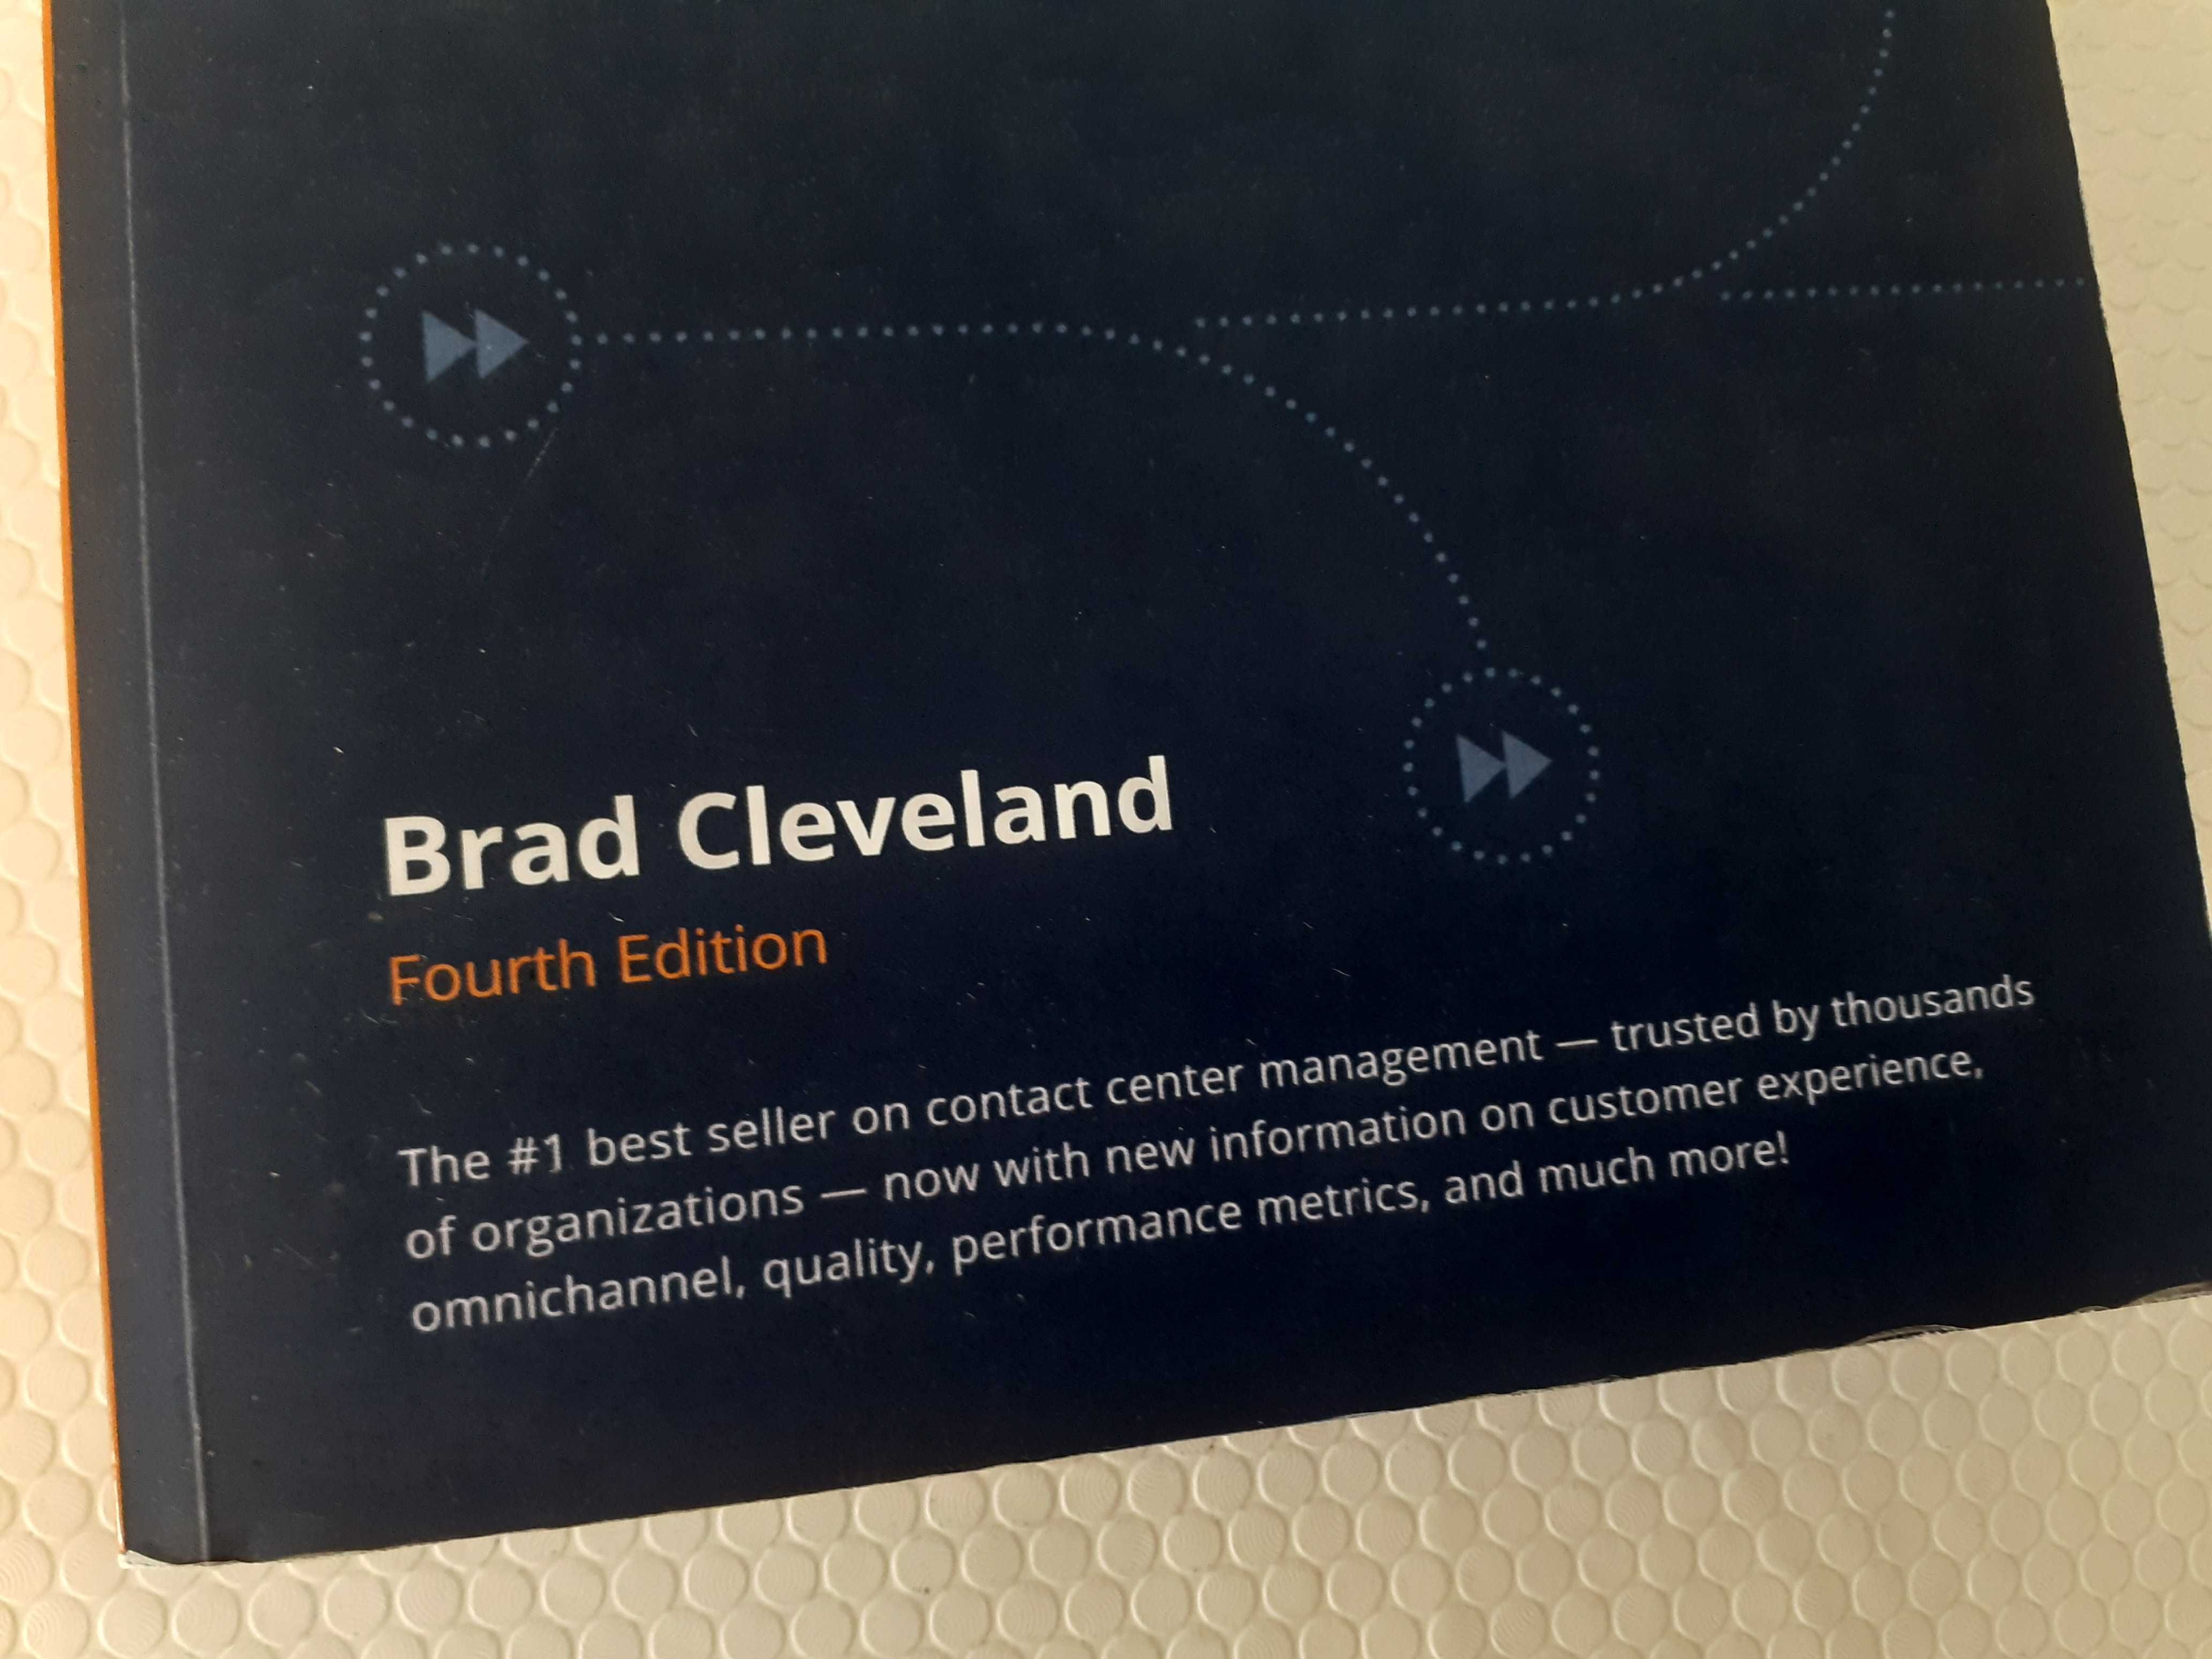 Brad Cleveland
Fourth Edition
The #1 best seller on contact center management — trusted by thousands
of organizations — now with new information on customer experience,
omnichannel, quality, performance metrics, and much more!